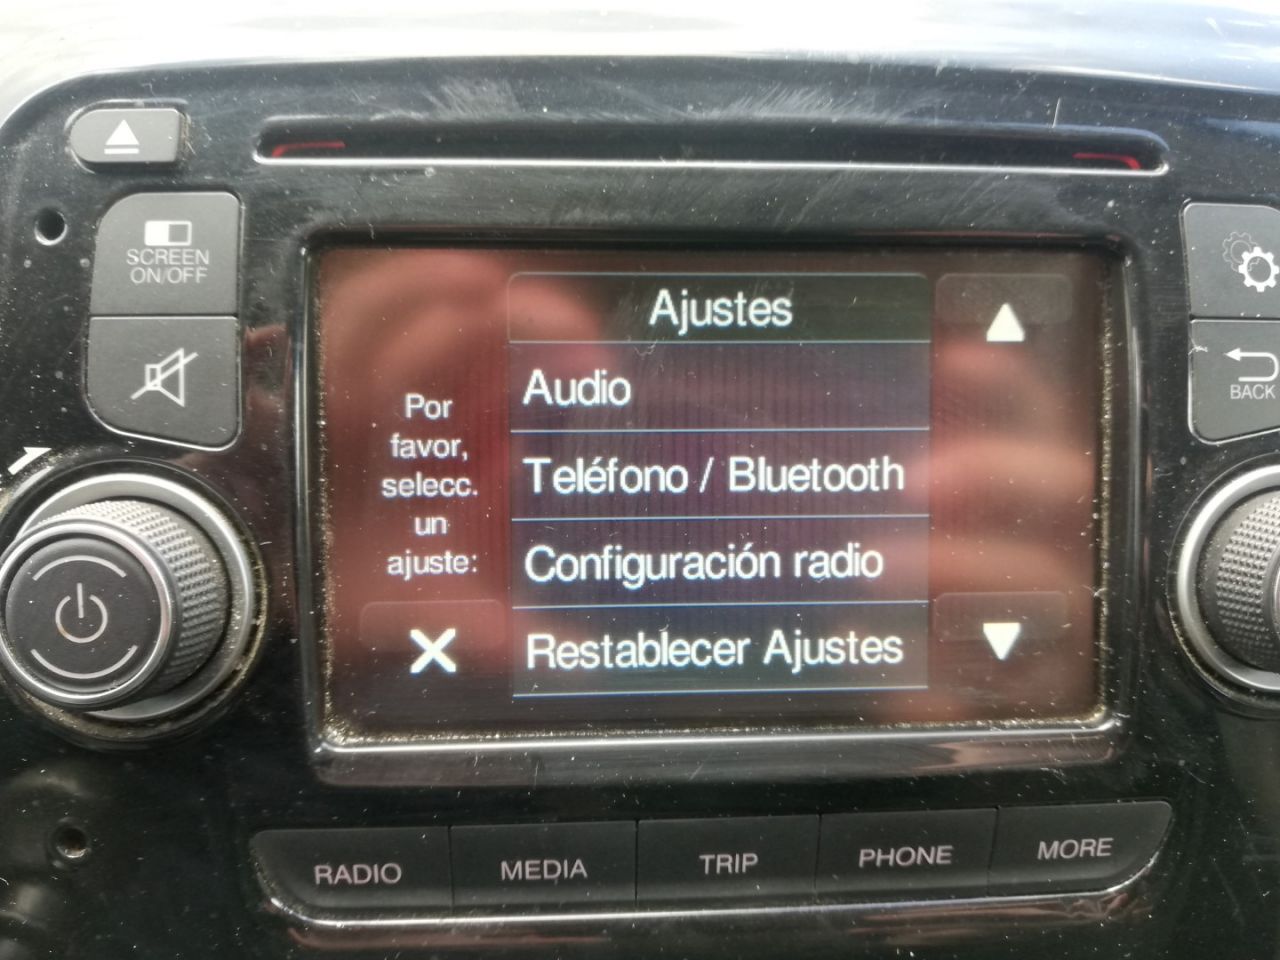 SCREEN
ON/OFF
Ajustes
Audio
Teléfono / Bluetooth
Configuración radio
Restablecer Ajustes
Por
favor,
selecc.
un
ajuste:
BACK
RADIO
MEDIA
TRIP
PHONE
MORE